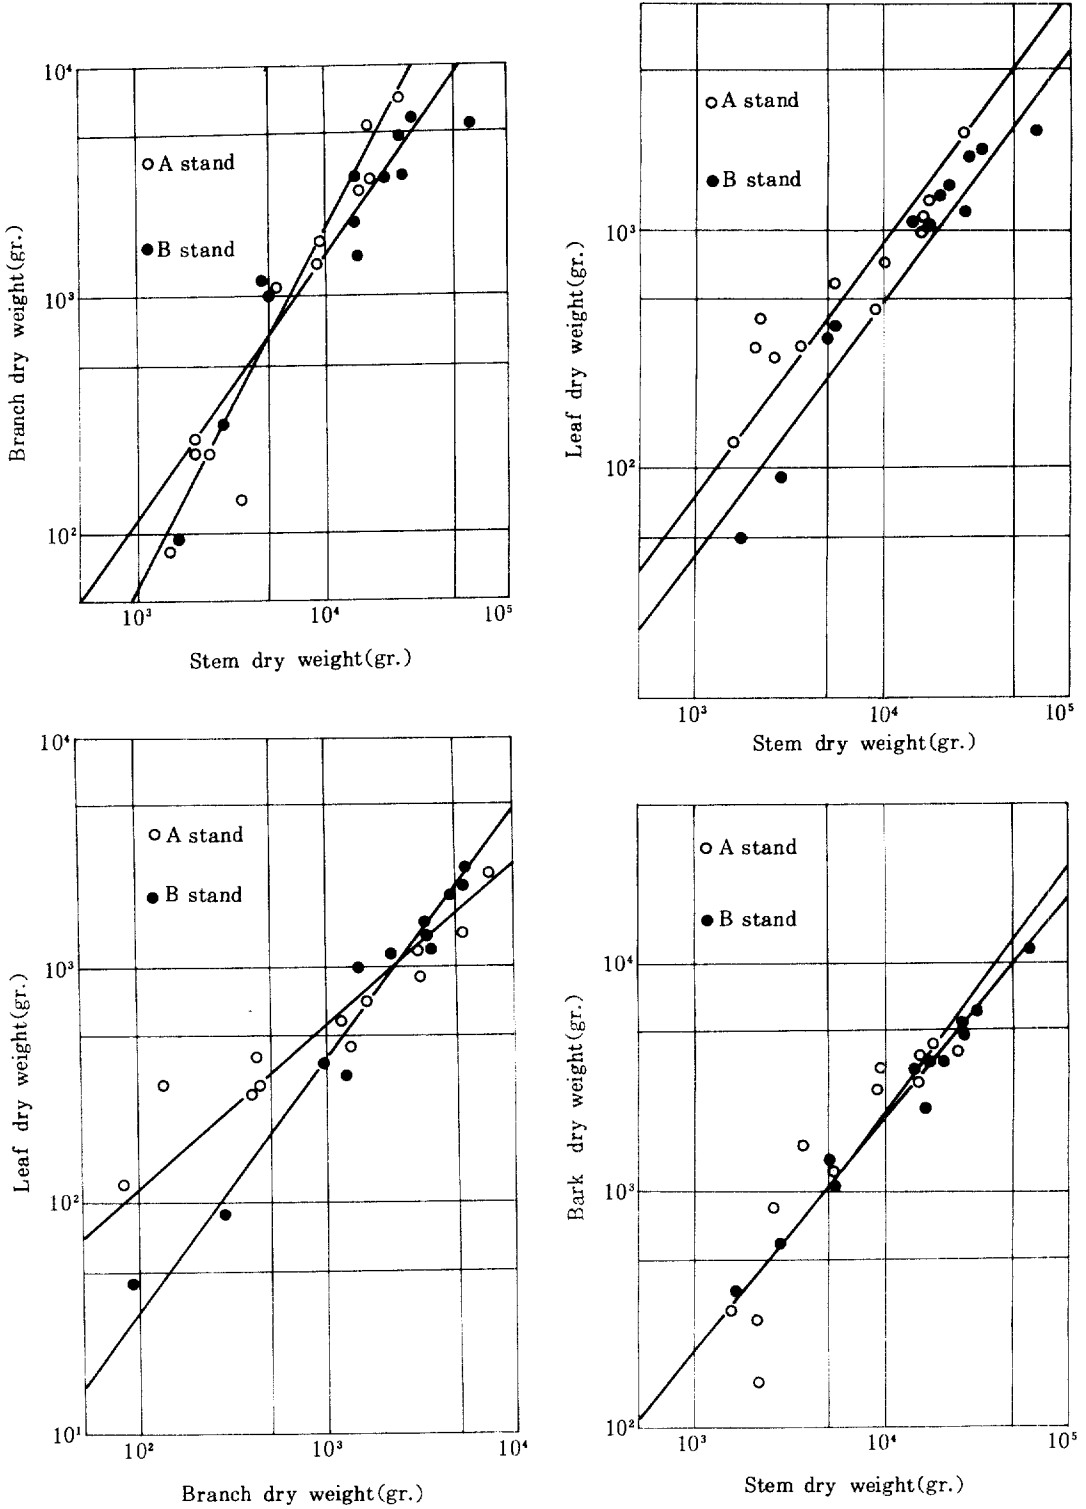 10⁴
A stand
B stand
10³
10²
Branch dry weight(gr.)
10³
10⁴
10⁵
Stem dry weight(gr.)
A stand
B stand
10³
10²
Leaf dry weight(gr.)
10³
10⁴
10⁵
Stem dry weight(gr.)
10⁴
A stand
B stand
10³
10²
10¹
Leaf dry weight(gr.)
10²
10³
10⁴
Branch dry weight(gr.)
A stand
B stand
10⁴
10³
10²
Bark dry weight(gr.)
10³
10⁴
10⁵
Stem dry weight(gr.)